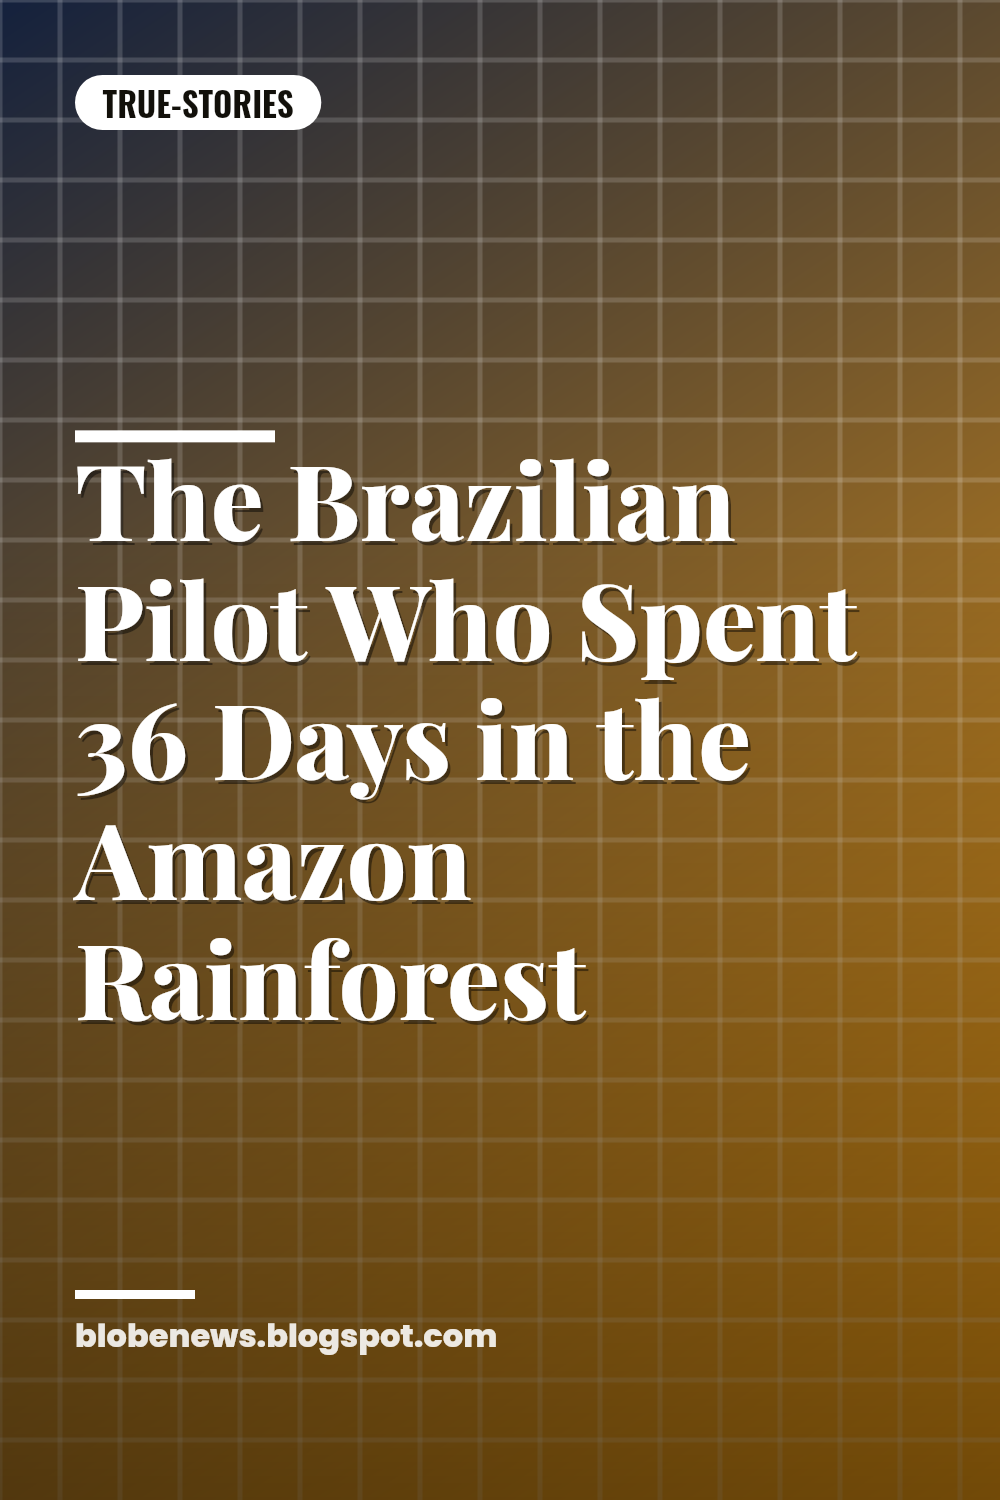 TRUE-STORIES
The Brazilian
Pilot Who Spent
36 Days in the
Amazon
Rainforest
blobenews.blogspot.com